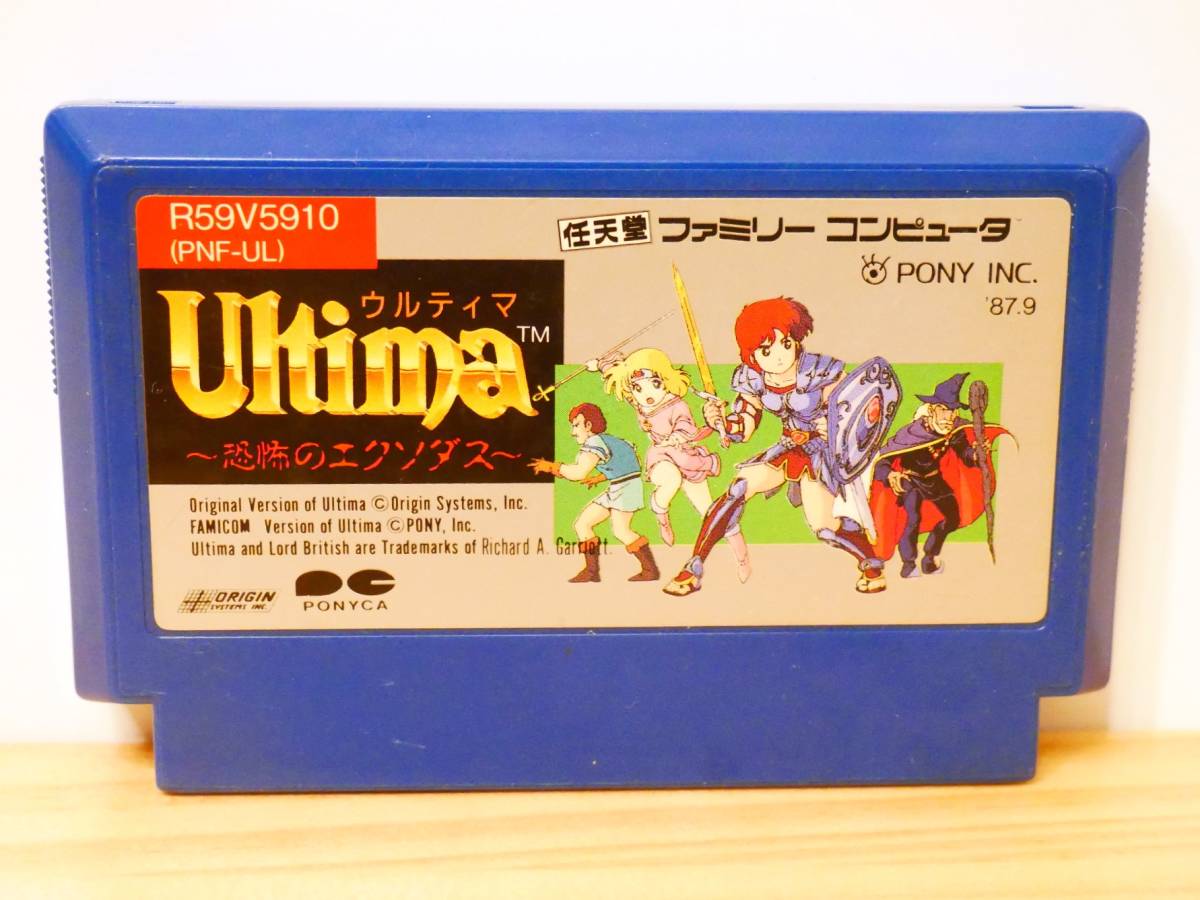 R59V5910
(PNF-UL)
任天堂 ファミリー コンピュータ
PONY INC.
'87.9
ウルティマ
Ultima™
~恐怖のエクソダス~
Original Version of Ultima ©Origin Systems, Inc.
FAMICOM Version of Ultima ©PONY, Inc.
Ultima and Lord British are Trademarks of Richard A. Garriott.
ORIGIN
SYSTEMS INC.
PC
PONYCA